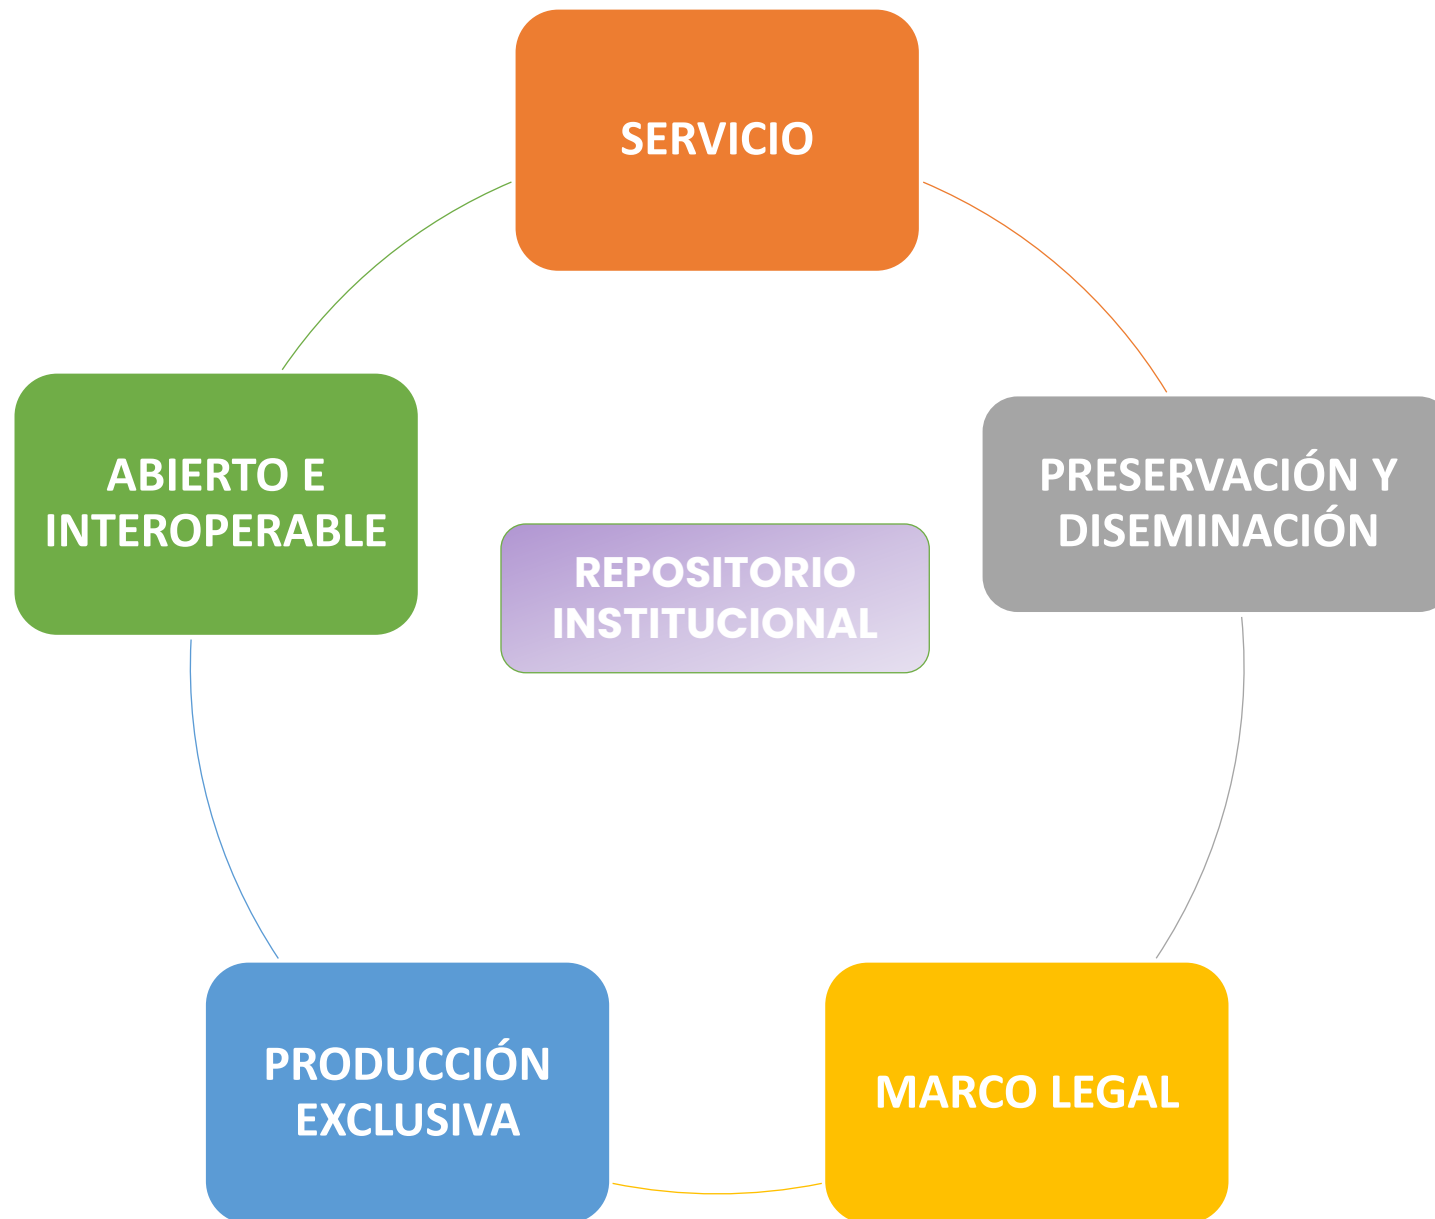 SERVICIO
ABIERTO E
INTEROPERABLE
PRESERVACIÓN Y
DISEMINACIÓN
REPOSITORIO
INSTITUCIONAL
PRODUCCIÓN
EXCLUSIVA
MARCO LEGAL